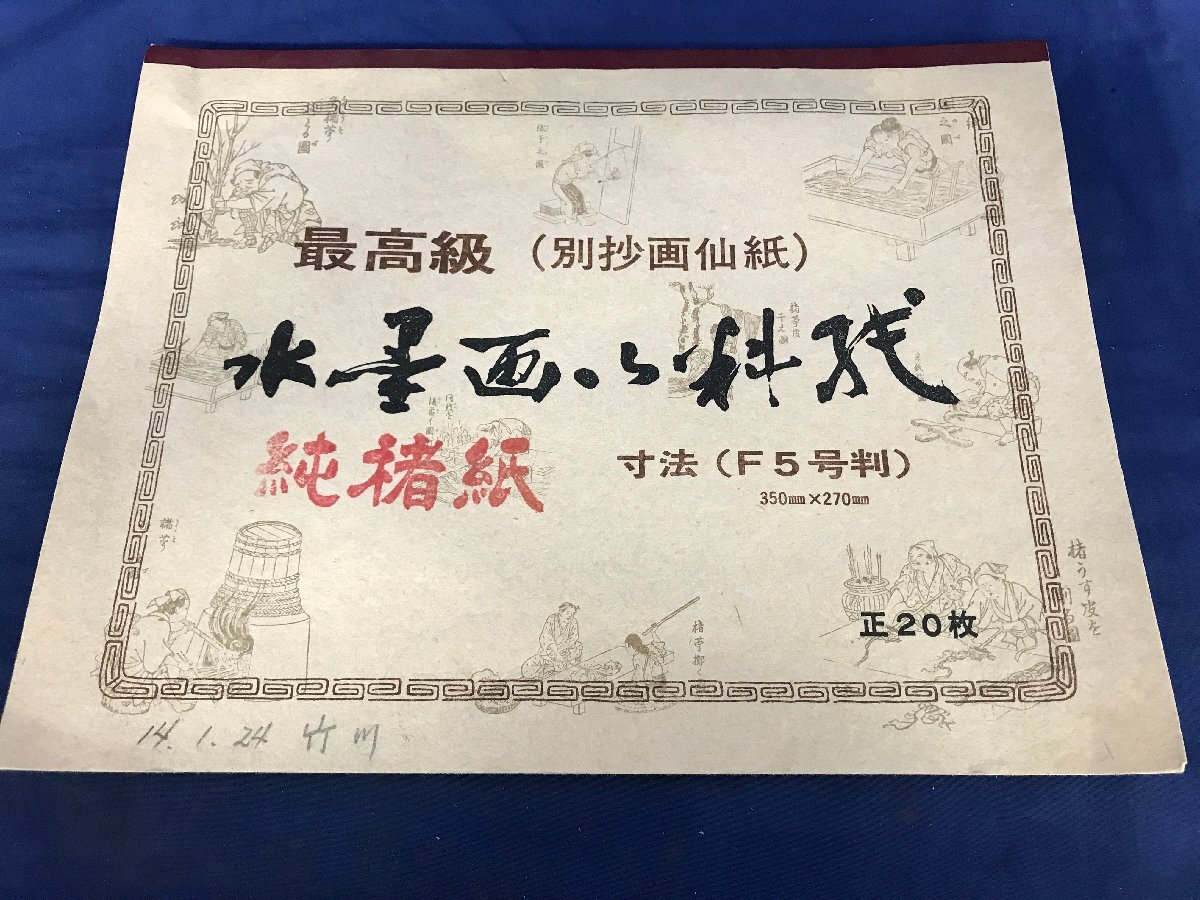 最高級（別抄画仙紙）
水墨画心料紙
純楮紙
寸法（F5号判）
350㎜×270㎜
正20枚
14.1.24 竹川